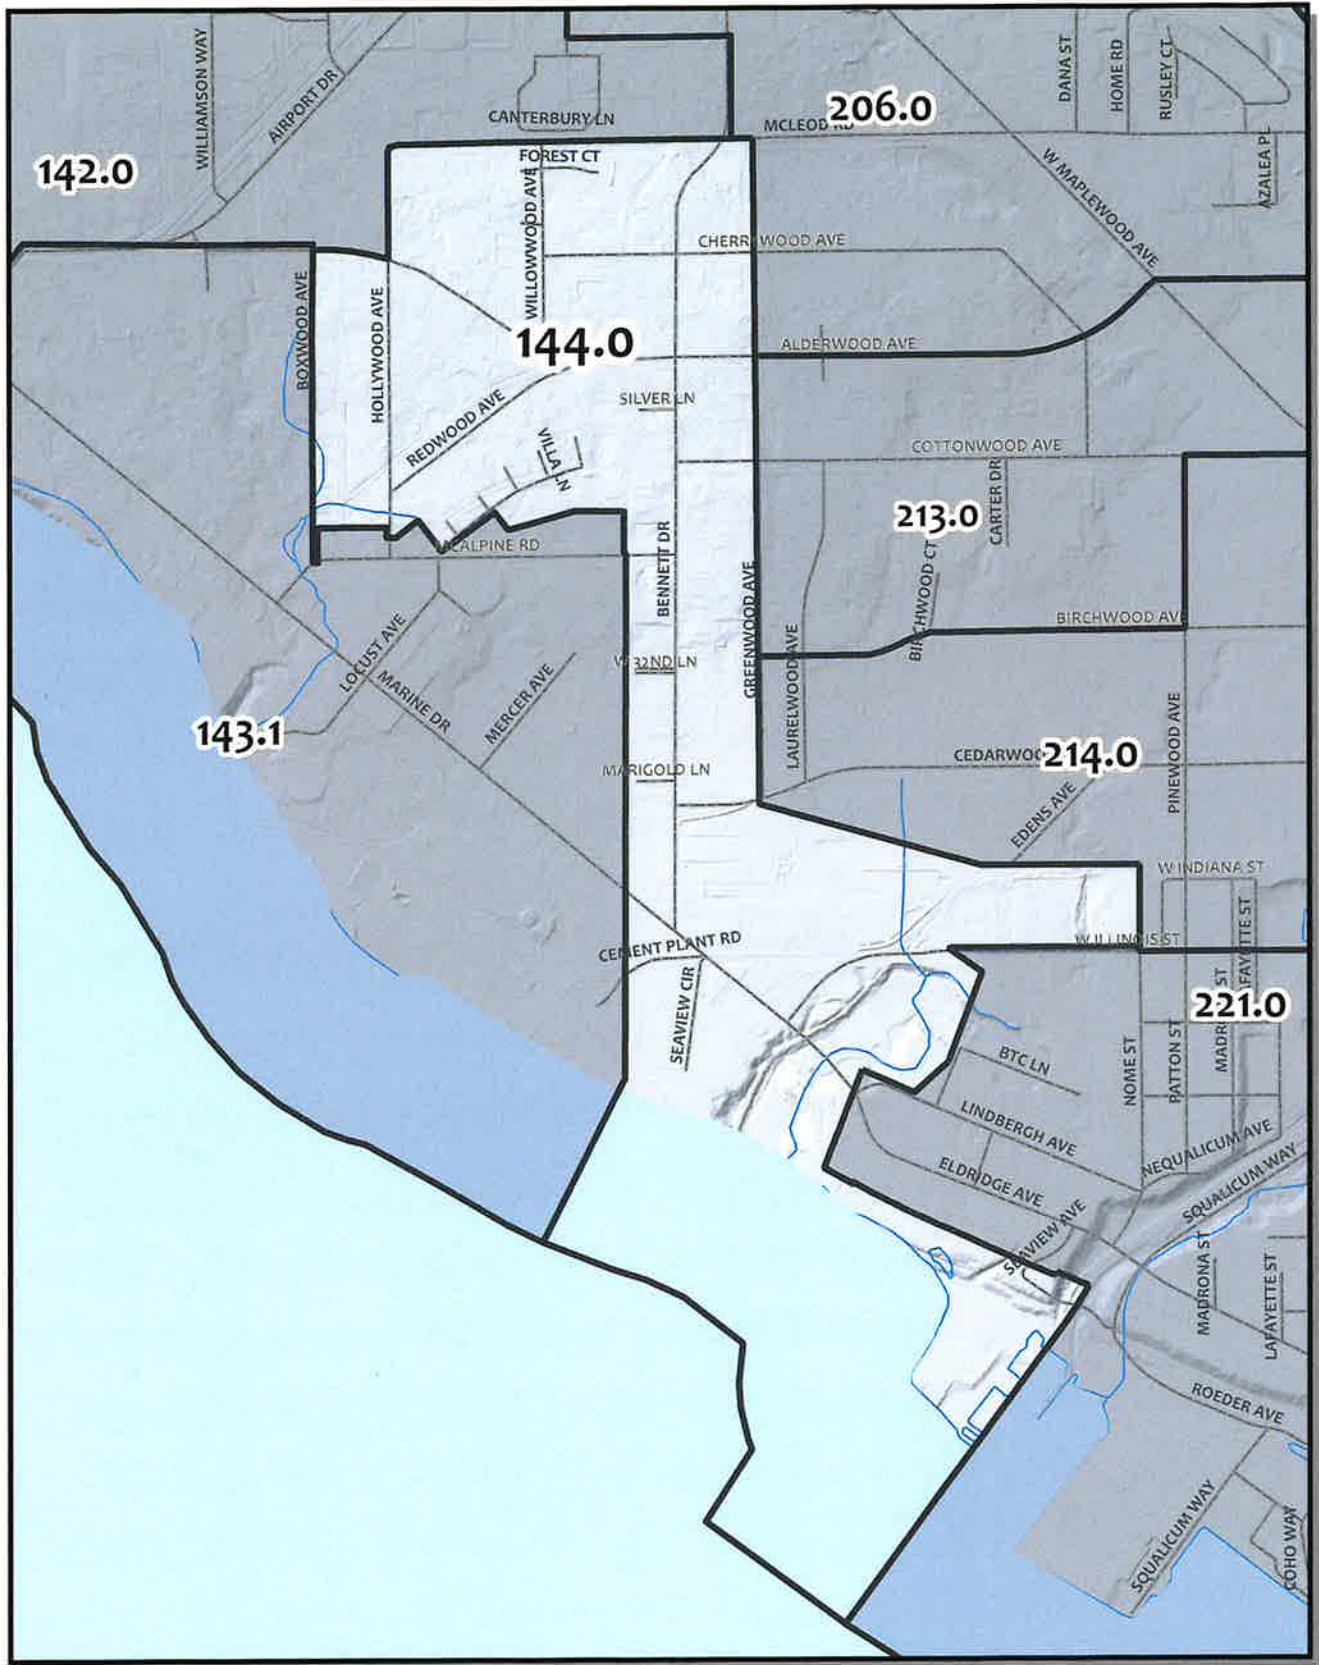 WILLIAMSON WAY
AIRPORT DR
CANTERBURY LN
206.0
MCLEOD RD
DANA ST
HOME RD
RUSLEY CT
AZALEA PL
142.0
FOREST CT
W MAPLEWOOD AVE
WILLOWWOOD AVE
CHERRYWOOD AVE
BOXWOOD AVE
HOLLYWOOD AVE
144.0
ALDERWOOD AVE
SILVER LN
REDWOOD AVE
VILLA LN
COTTONWOOD AVE
CARTER DR
213.0
ALPINE RD
BENNETT DR
GREENWOOD AVE
BIRCHWOOD CT
BIRCHWOOD AVE
LOCUST AVE
W 32ND LN
LAURELWOOD AVE
MARINE DR
MERCER AVE
143.1
PINEWOOD AVE
CEDARWOO
214.0
MARIGOLD LN
EDENS AVE
W INDIANA ST
LAFAYETTE ST
CEMENT PLANT RD
W ILLINOIS ST
SEAVIEW CIR
221.0
MADR
ST
BTC LN
NOME ST
PATTON ST
LINDBERGH AVE
NEQUALICUM AVE
ELDRIDGE AVE
SQUALICUM WAY
SEAVIEW AVE
MADRONA ST
LAFAYETTE ST
ROEDER AVE
SQUALICUM WAY
COHO WAY